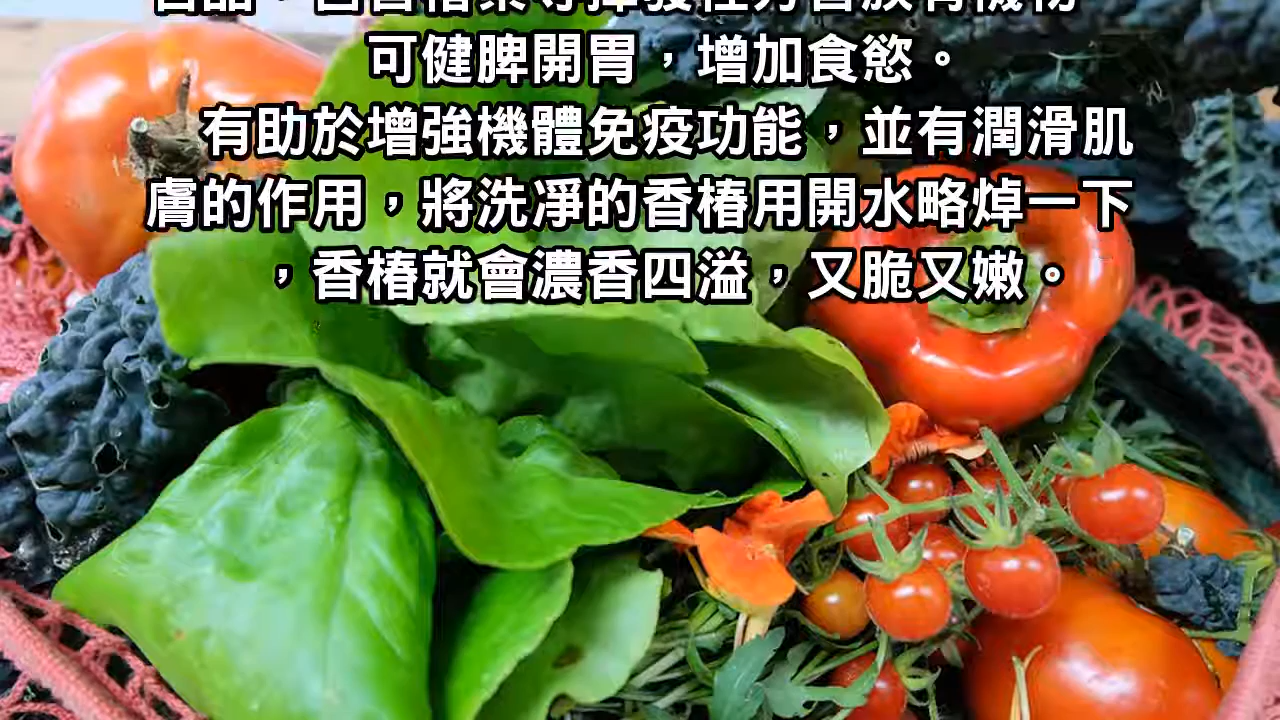 可健脾開胃，增加食慾。
有助於增強機體免疫功能，並有潤滑肌
膚的作用，將洗凈的香椿用開水略焯一下
，香椿就會濃香四溢，又脆又嫩。